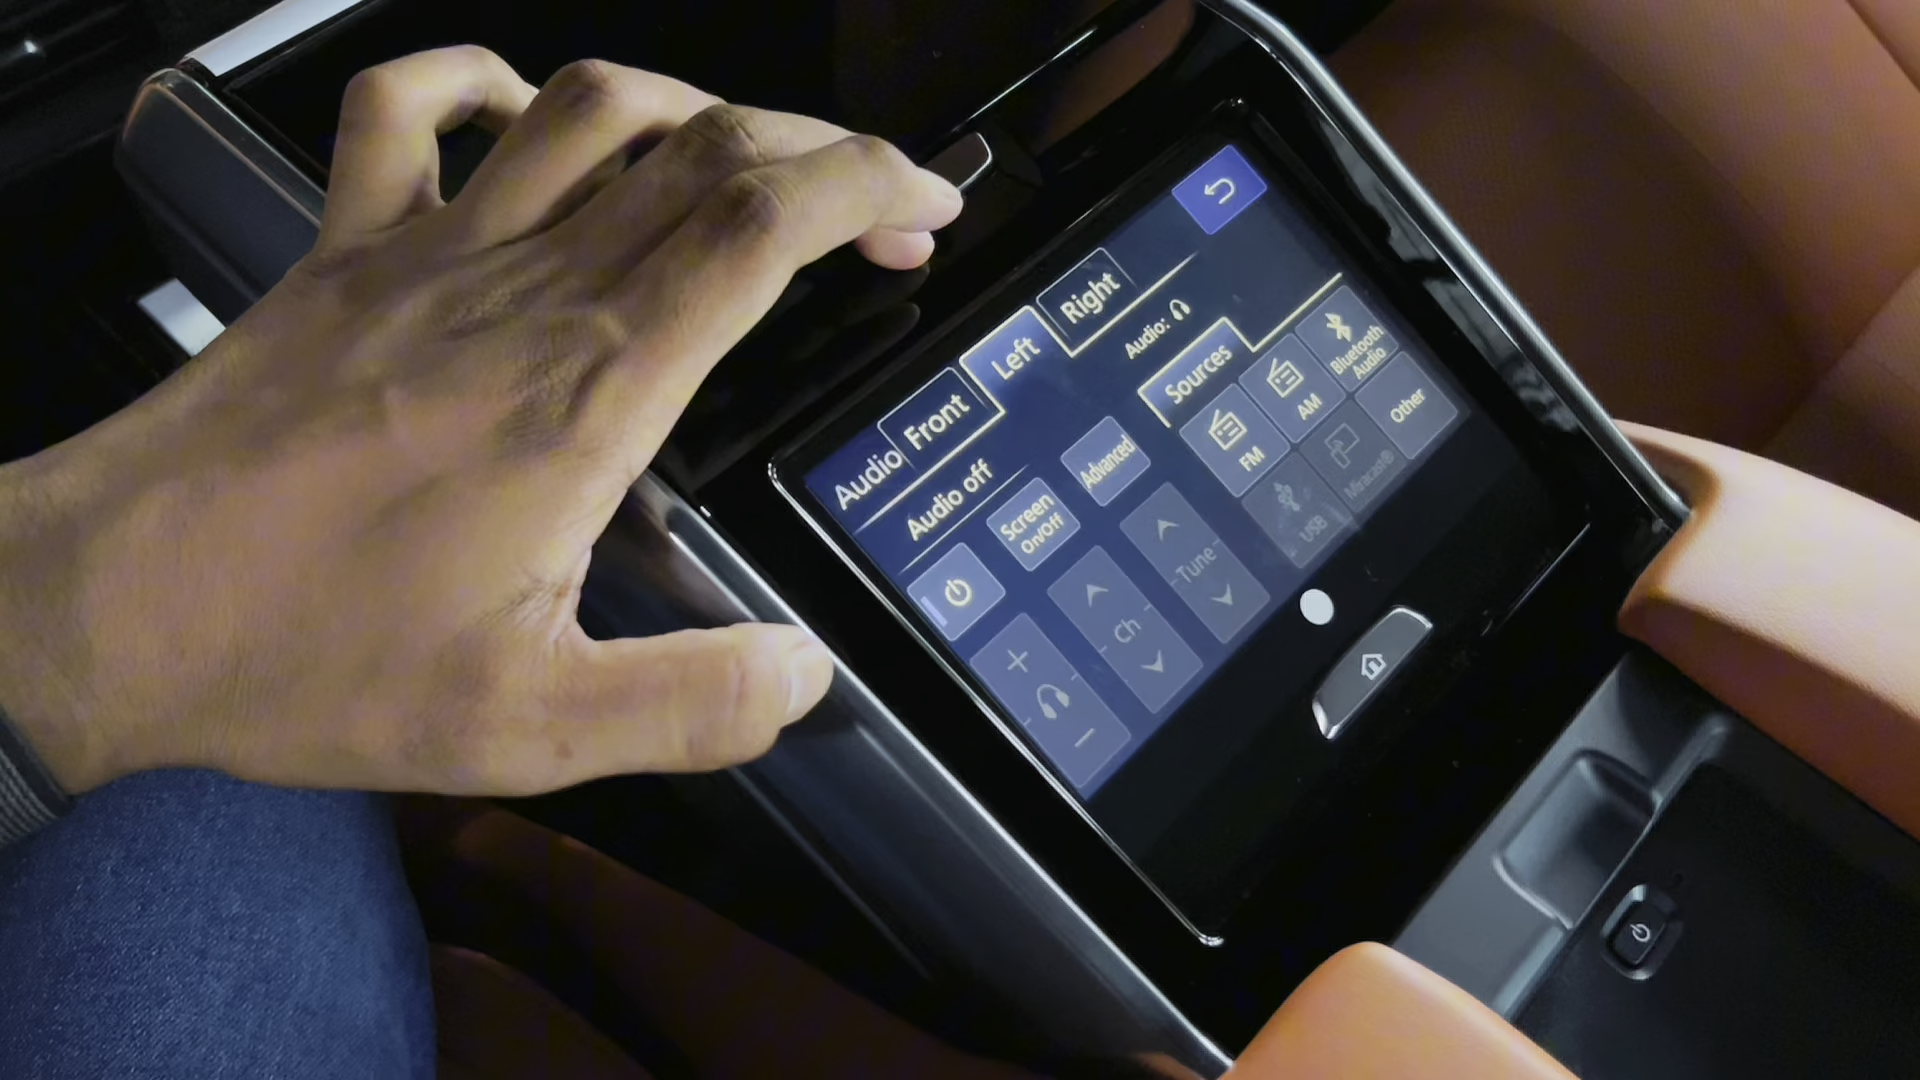 Audio Front Left Right
Audio off
Audio:
Screen
On/Off
Advanced
Sources
FM
AM
Bluetooth
Audio
USB
Miracast®
Other
+
-
Ch
Tune